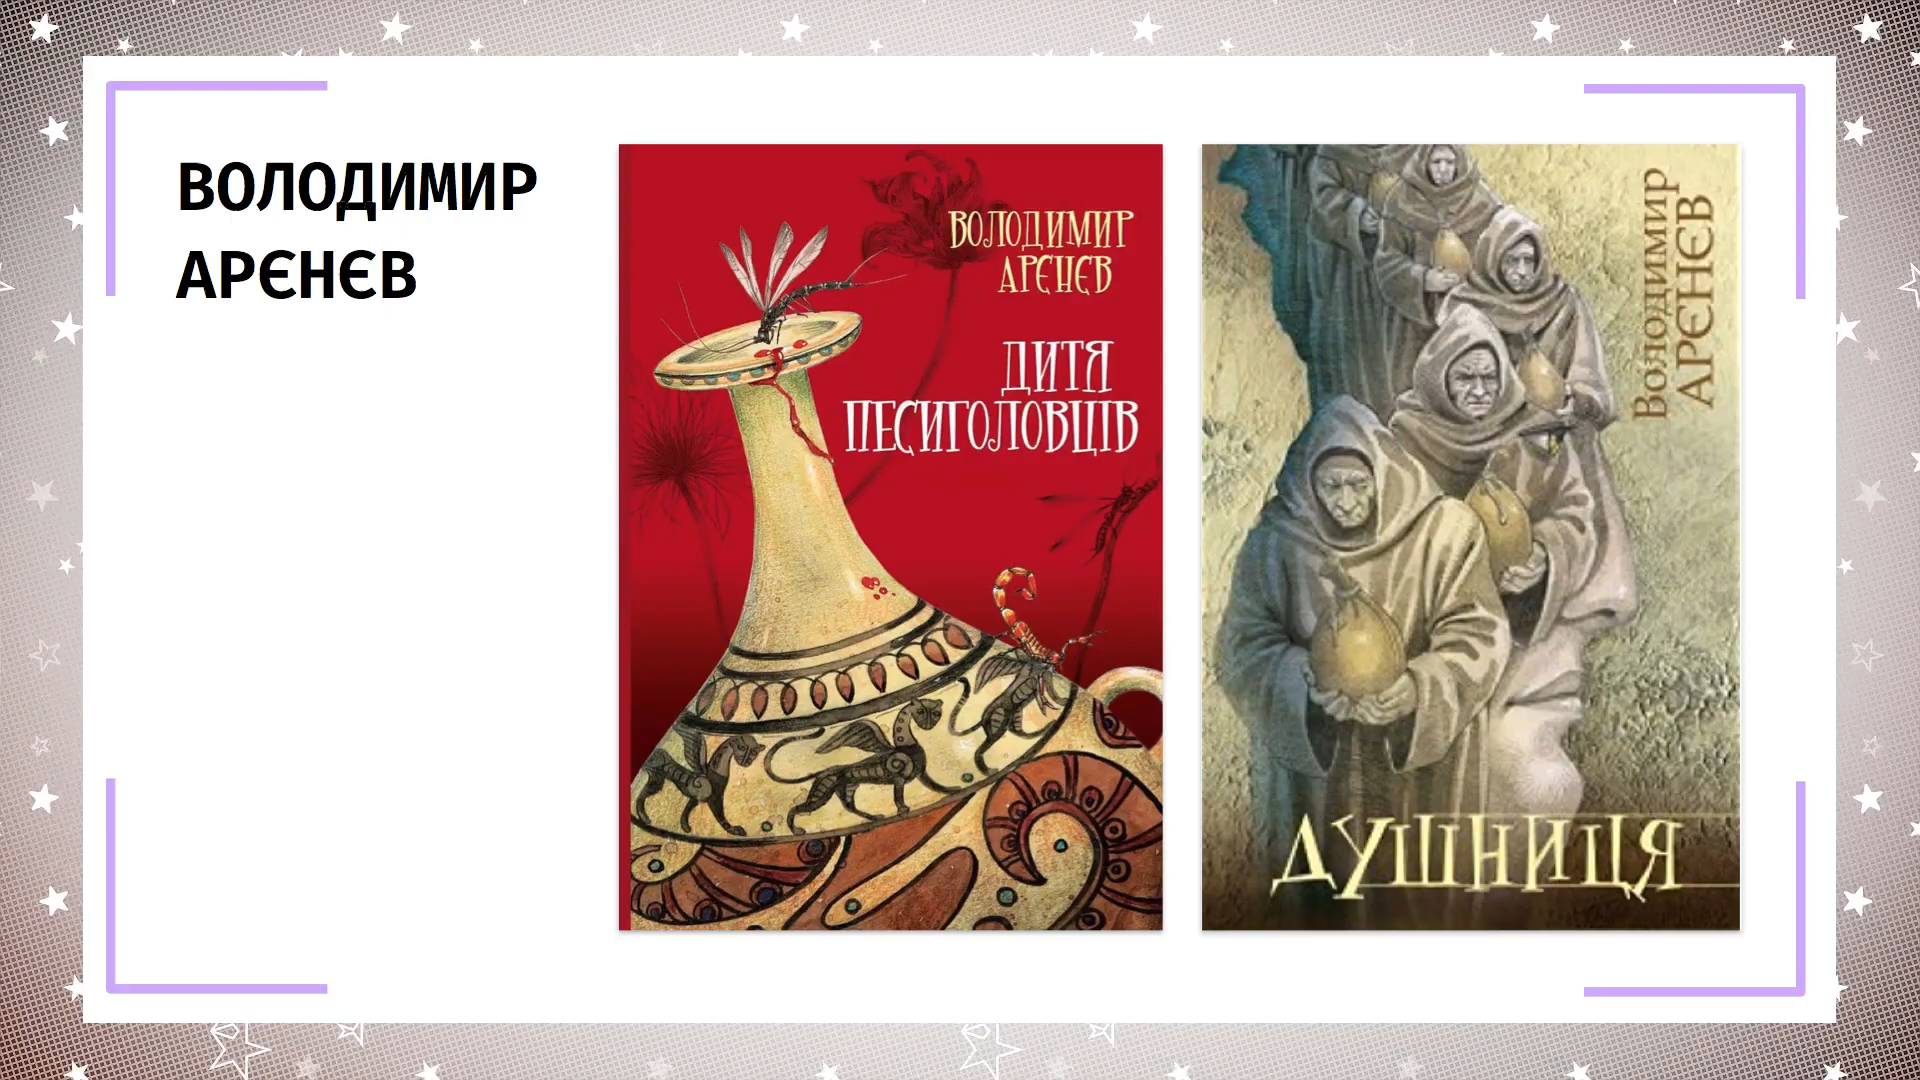 ВОЛОДИМИР
АРЄНЄВ
ВОЛОДИМИР
АРЄНЄВ
ДИТЯ
ПЕСИГОЛОВЦІВ
Володимир
АРЄНЄВ
ДУШНИЦЯ